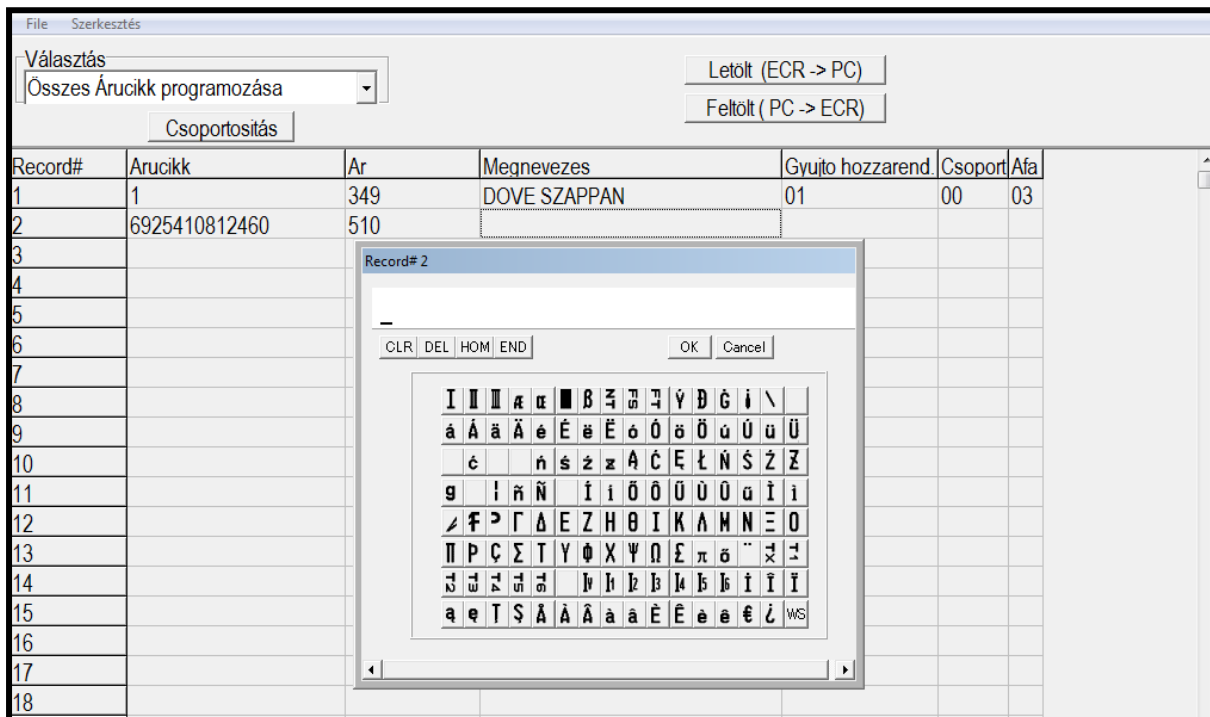 File Szerkesztés
Választás
Összes Árucikk programozása
Letölt (ECR -> PC)
Feltölt ( PC -> ECR)
Csoportositás
Record# Arucikk Ar Megnevezes Gyujto hozzarend. Csoport Afa
1 1 349 DOVE SZAPPAN 01 00 03
2 6925410812460 510
3
4
5
6
7
8
9
10
11
12
13
14
15
16
17
18
Record# 2
CLR DEL HOM END OK Cancel
á Á ä Ä é É ë Ë ó Ó ö Ö ú Ú ü Ü
ć ń ś ź Ą Ć Ę Ł Ń Ś Ź
g ¦ ñ Ñ Í í Ő Ô Ű Ù Û ű Ì ì
Γ Δ E Z H Θ I K Λ M N Ξ O
Π P Ç Σ T Y Φ X Ψ Ω £ π ő ¨
ą ę Ţ Ş Å À Â à â È Ê è ê € ¿ WS